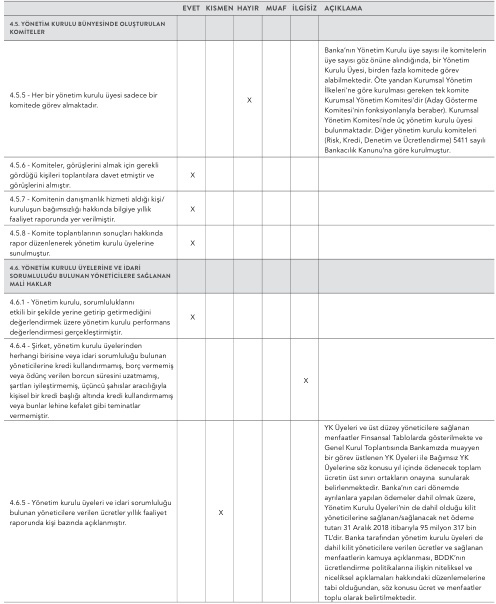 EVET KISMEN HAYIR MUAF İLGİSİZ AÇIKLAMA
4.5. YÖNETİM KURULU BÜNYESİNDE OLUŞTURULAN
KOMİTELER
4.5.5 - Her bir yönetim kurulu üyesi sadece bir
komitede görev almaktadır.
X
Banka'nın Yönetim Kurulu üye sayısı ile komitelerin
üye sayısı göz önüne alındığında, bir Yönetim
Kurulu Üyesi, birden fazla komitede görev
alabilmektedir. Öte yandan Kurumsal Yönetim
İlkeleri'ne göre kurulması gereken tek komite
Kurumsal Yönetim Komitesi'dir (Aday Gösterme
Komitesi'nin fonksiyonlarıyla beraber). Kurumsal
Yönetim Komitesi'nde üç yönetim kurulu üyesi
bulunmaktadır. Diğer yönetim kurulu komiteleri
(Risk, Kredi, Denetim ve Ücretlendirme) 5411 sayılı
Bankacılık Kanunu'na göre kurulmuştur.
4.5.6 - Komiteler, görüşlerini almak için gerekli
gördüğü kişileri toplantılara davet etmiştir ve
görüşlerini almıştır.
X
4.5.7 - Komitenin danışmanlık hizmeti aldığı kişi/
kuruluşun bağımsızlığı hakkında bilgiye yıllık
faaliyet raporunda yer verilmiştir.
X
4.5.8 - Komite toplantılarının sonuçları hakkında
rapor düzenlenerek yönetim kurulu üyelerine
sunulmuştur.
X
4.6. YÖNETİM KURULU ÜYELERİNE VE İDARİ
SORUMLULUĞU BULUNAN YÖNETİCİLERE SAĞLANAN
MALİ HAKLAR
4.6.1 - Yönetim kurulu, sorumluluklarını
etkili bir şekilde yerine getirip getirmediğini
değerlendirmek üzere yönetim kurulu performans
değerlendirmesi gerçekleştirmiştir.
X
4.6.4 - Şirket, yönetim kurulu üyelerinden
herhangi birisine veya idari sorumluluğu bulunan
yöneticilerine kredi kullandırmamış, borç vermemiş
veya ödünç verilen borcun süresini uzatmamış,
şartları iyileştirmemiş, üçüncü şahıslar aracılığıyla
kişisel bir kredi başlığı altında kredi kullandırmamış
veya bunlar lehine kefalet gibi teminatlar
vermemiştir.
X
4.6.5 - Yönetim kurulu üyeleri ve idari sorumluluğu
bulunan yöneticilere verilen ücretler yıllık faaliyet
raporunda kişi bazında açıklanmıştır.
X
YK Üyeleri ve üst düzey yöneticilere sağlanan
menfaatler Finansal Tablolarda gösterilmekte ve
Genel Kurul Toplantısında Bankamızda muayyen
bir görev üstlenen YK Üyeleri ile Bağımsız YK
Üyelerine söz konusu yıl içinde ödenecek toplam
ücretin üst sınırı ortakların onayına sunularak
belirlenmektedir. Banka'nın cari dönemde
ayrılanlara yapılan ödemeler dahil olmak üzere,
Yönetim Kurulu Üyeleri'nin de dahil olduğu kilit
yöneticilerine sağlanan/sağlanacak net ödeme
tutarı 31 Aralık 2018 itibarıyla 95 milyon 317 bin
TL'dir. Banka tarafından yönetim kurulu üyeleri de
dahil kilit yöneticilere verilen ücretler ve sağlanan
menfaatlerin kamuya açıklanması, BDDK'nın
ücretlendirme politikalarına ilişkin niteliksel ve
niceliksel açıklamaları hakkındaki düzenlemelerine
tabi olduğundan, söz konusu ücret ve menfaatler
toplu olarak belirtilmektedir.